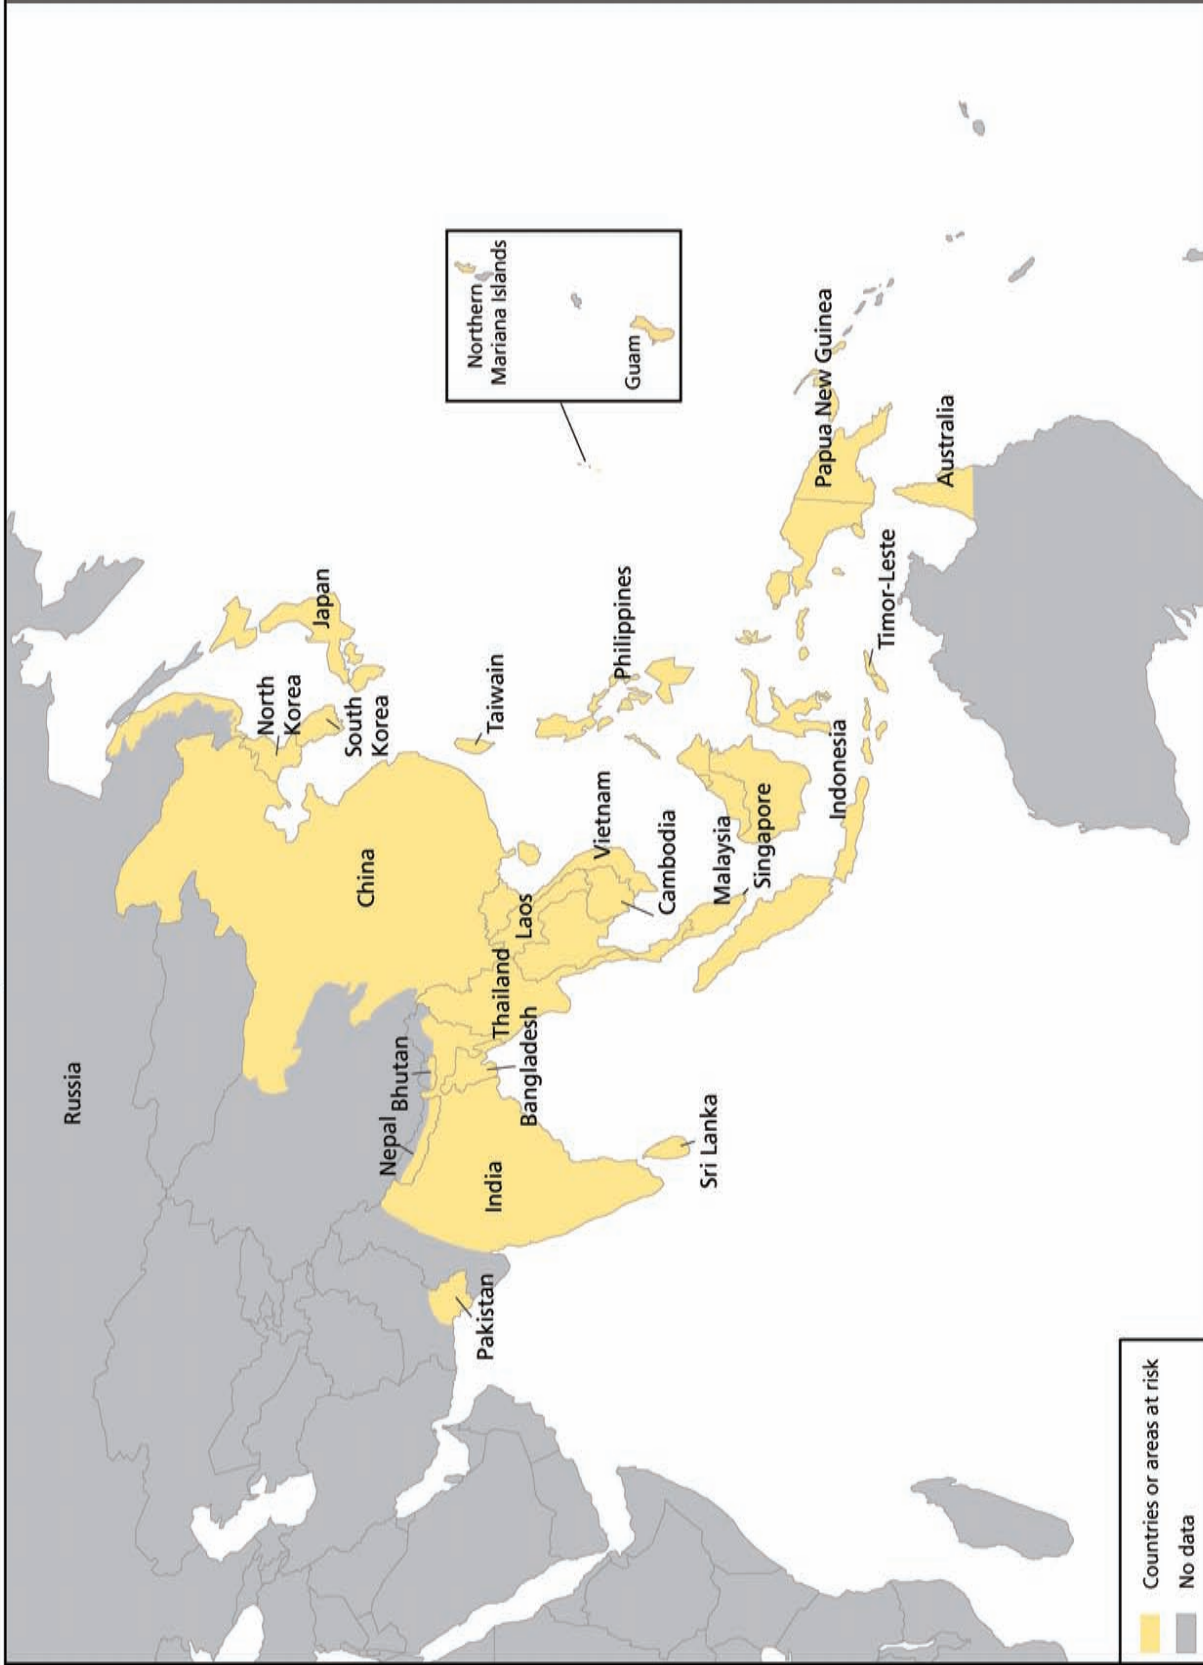 Russia
Japan
North
Korea
South
Korea
China
Taiwain
Northern
Mariana Islands
Guam
Nepal
Bhutan
India
Pakistan
Bangladesh
Thailand
Laos
Vietnam
Cambodia
Philippines
Sri Lanka
Malaysia
Singapore
Indonesia
Papua New Guinea
Timor-Leste
Australia
Countries or areas at risk
No data